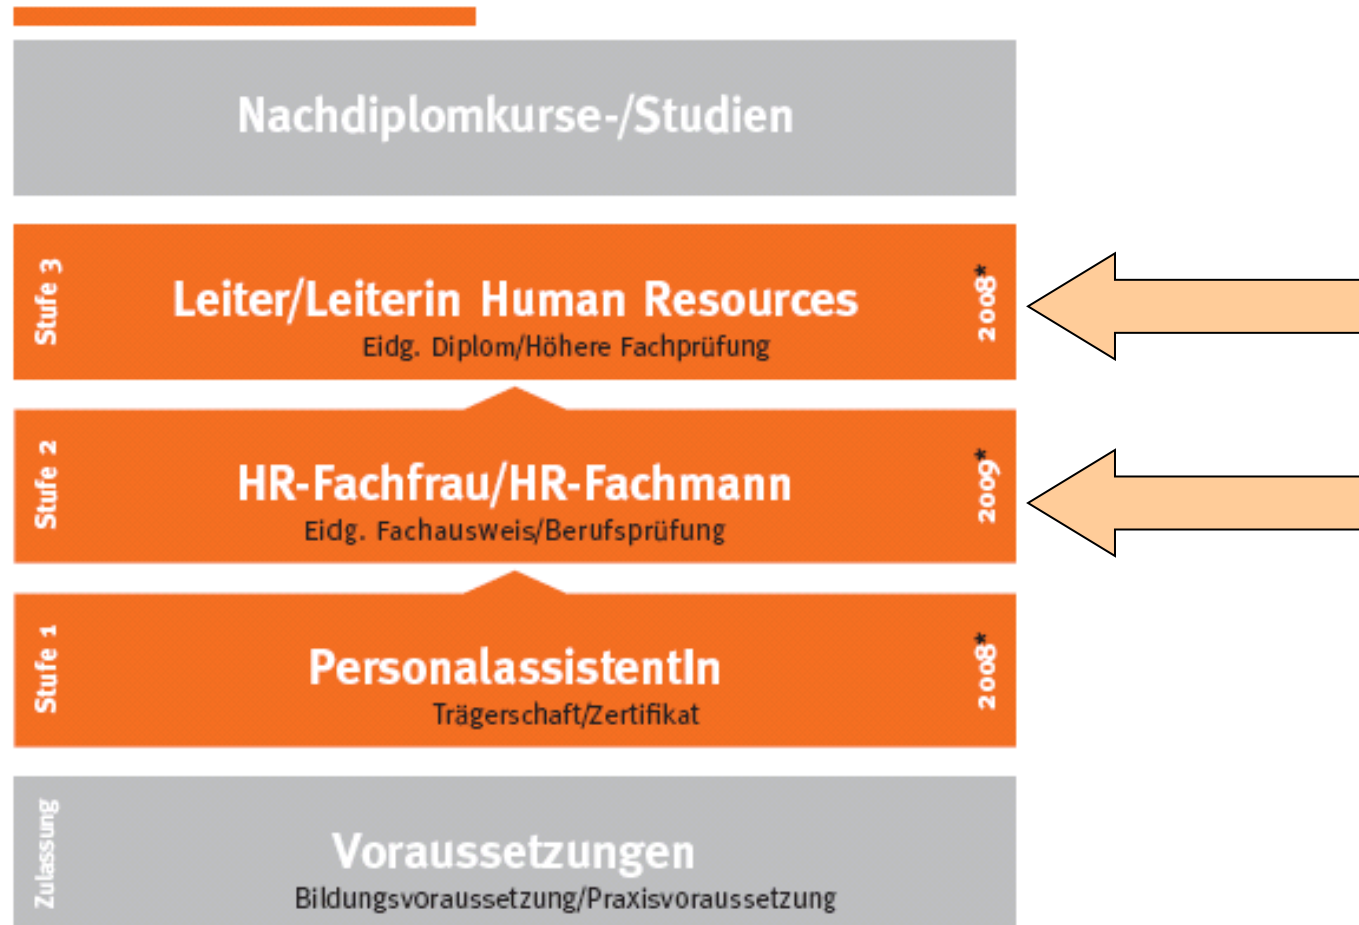 Nachdiplomkurse-/Studien
Stufe 3
Leiter/Leiterin Human Resources
Eidg. Diplom/Höhere Fachprüfung
2008*
Stufe 2
HR-Fachfrau/HR-Fachmann
Eidg. Fachausweis/Berufsprüfung
2009*
Stufe 1
PersonalassistentIn
Trägerschaft/Zertifikat
2008*
Zulassung
Voraussetzungen
Bildungsvoraussetzung/Praxisvoraussetzung